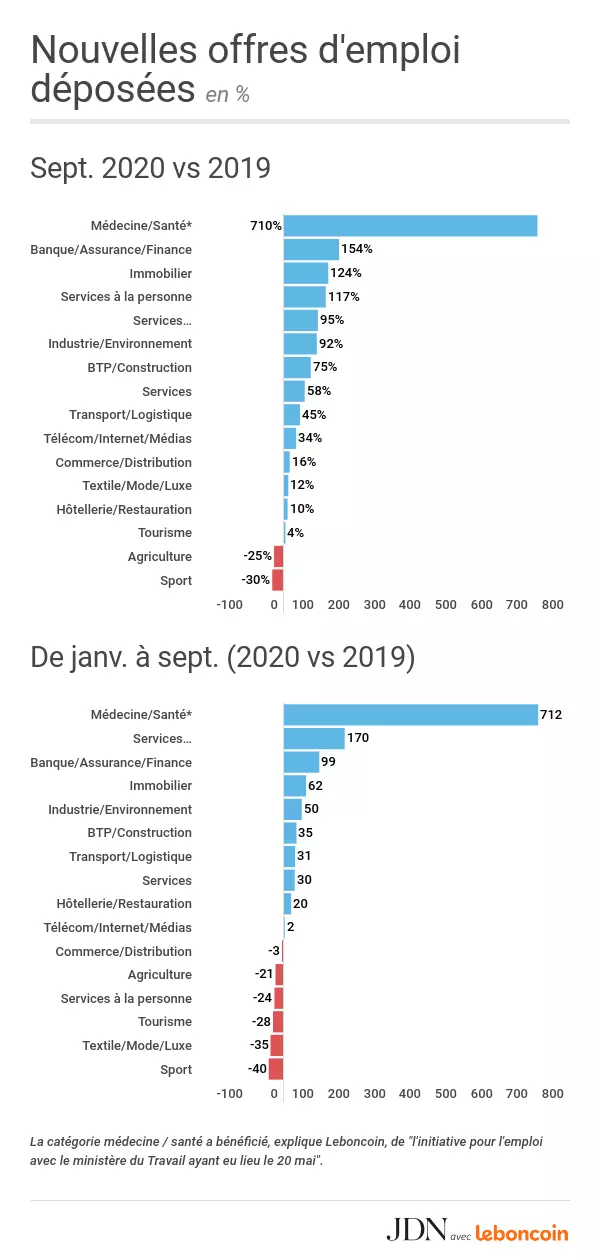 Nouvelles offres d'emploi
déposées en %
Sept. 2020 vs 2019
Médecine/Santé* 710%
Banque/Assurance/Finance 154%
Immobilier 124%
Services à la personne 117%
Services... 95%
Industrie/Environnement 92%
BTP/Construction 75%
Services 58%
Transport/Logistique 45%
Télécom/Internet/Médias 34%
Commerce/Distribution 16%
Textile/Mode/Luxe 12%
Hôtellerie/Restauration 10%
Tourisme 4%
Agriculture -25%
Sport -30%
-100 0 100 200 300 400 500 600 700 800
De janv. à sept. (2020 vs 2019)
Médecine/Santé* 712
Services... 170
Banque/Assurance/Finance 99
Immobilier 62
Industrie/Environnement 50
BTP/Construction 35
Transport/Logistique 31
Services 30
Hôtellerie/Restauration 20
Télécom/Internet/Médias 2
Commerce/Distribution -3
Agriculture -21
Services à la personne -24
Tourisme -28
Textile/Mode/Luxe -35
Sport -40
-100 0 100 200 300 400 500 600 700 800
La catégorie médecine / santé a bénéficié, explique Leboncoin, de "l'initiative pour l'emploi
avec le ministère du Travail ayant eu lieu le 20 mai".
JDN avec leboncoin